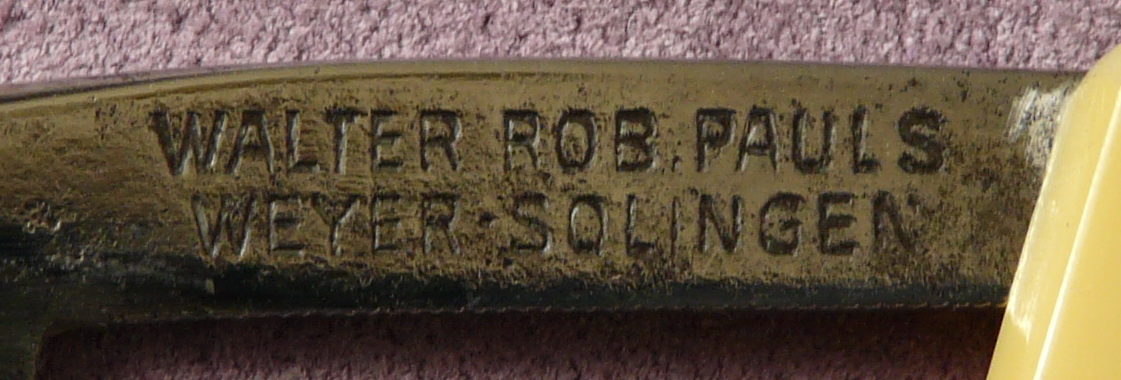 WALTER ROB. PAULS
WEYER-SOLINGEN